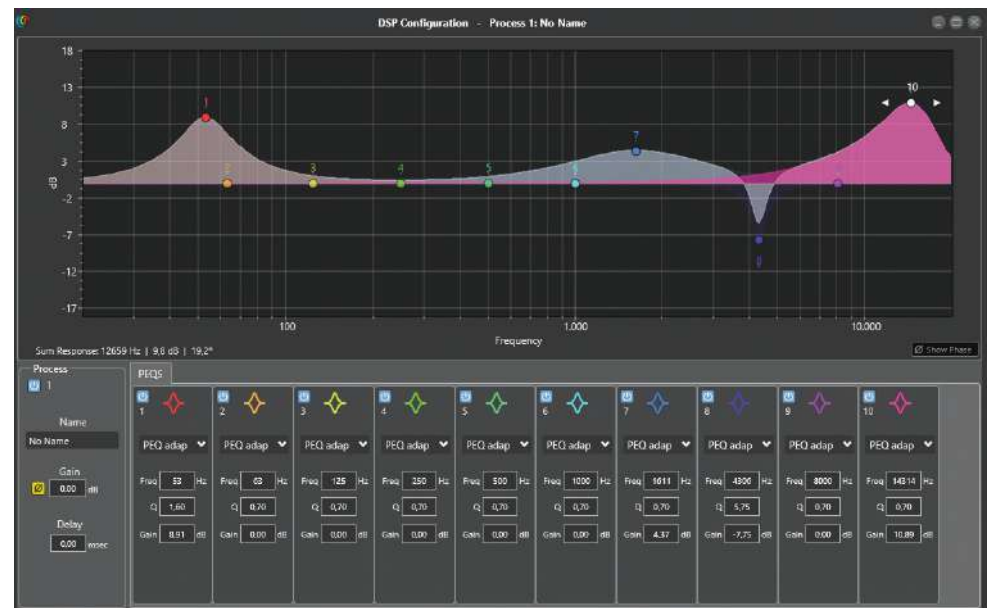 DSP Configuration - Process 1: No Name
18
13
8
3
-2
-7
-12
-17
dB
1
2
3
4
5
6
7
8
9
10
100
1.000
10.000
Frequency
Sum Response: 12659 Hz | 9,8 dB | 19,2°
Ø Show Phase
Process
1
Name
No Name
Gain
Ø 0.00 dB
Delay
0,00 msec
PEQS
1 2 3 4 5 6 7 8 9 10
PEQ adap PEQ adap PEQ adap PEQ adap PEQ adap PEQ adap PEQ adap PEQ adap PEQ adap PEQ adap
Freq 53 Hz Freq 63 Hz Freq 125 Hz Freq 250 Hz Freq 500 Hz Freq 1000 Hz Freq 1611 Hz Freq 4300 Hz Freq 8000 Hz Freq 14314 Hz
Q 1,60 Q 0,70 Q 0,70 Q 0,70 Q 0,70 Q 0,70 Q 0,70 Q 5,75 Q 0,70 Q 0,70
Gain 8.91 dB Gain 0.00 dB Gain 0,00 dB Gain 0,00 dB Gain 0,00 dB Gain 0,00 dB Gain 4.37 dB Gain -7,75 dB Gain 0.00 dB Gain 10.89 dB